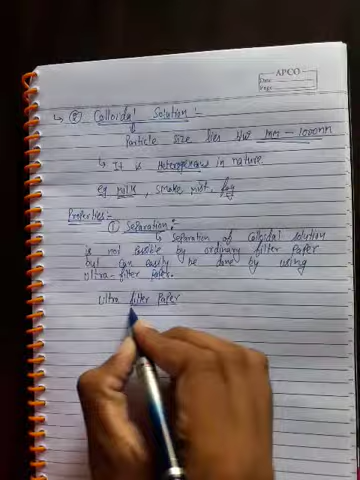 APCO
Date
Page
↳ ② Colloidal Solution :-
Particle size lies b/w 1nm - 1000nm
↳ It is Heterogeneous in nature
eg Milk, smoke mist, fog
Properties:-
① Separation:-
↳ Separation of Colloidal solution
is not Possible by ordinary filter Paper
but can easily be done by using
ultra-filter Paper.
Ultra filter Paper